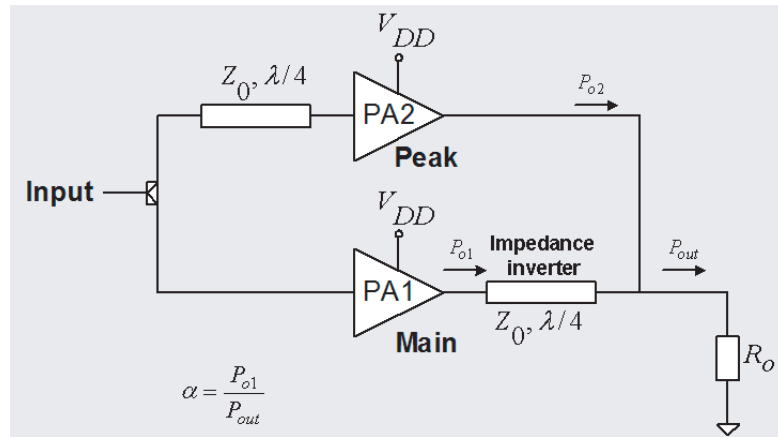 V_DD
Z_0, λ/4
PA2
P_o2
Peak
Input
V_DD
Impedance
inverter
P_o1
P_out
PA1
Z_0, λ/4
Main
R_o
α = P_o1 / P_out